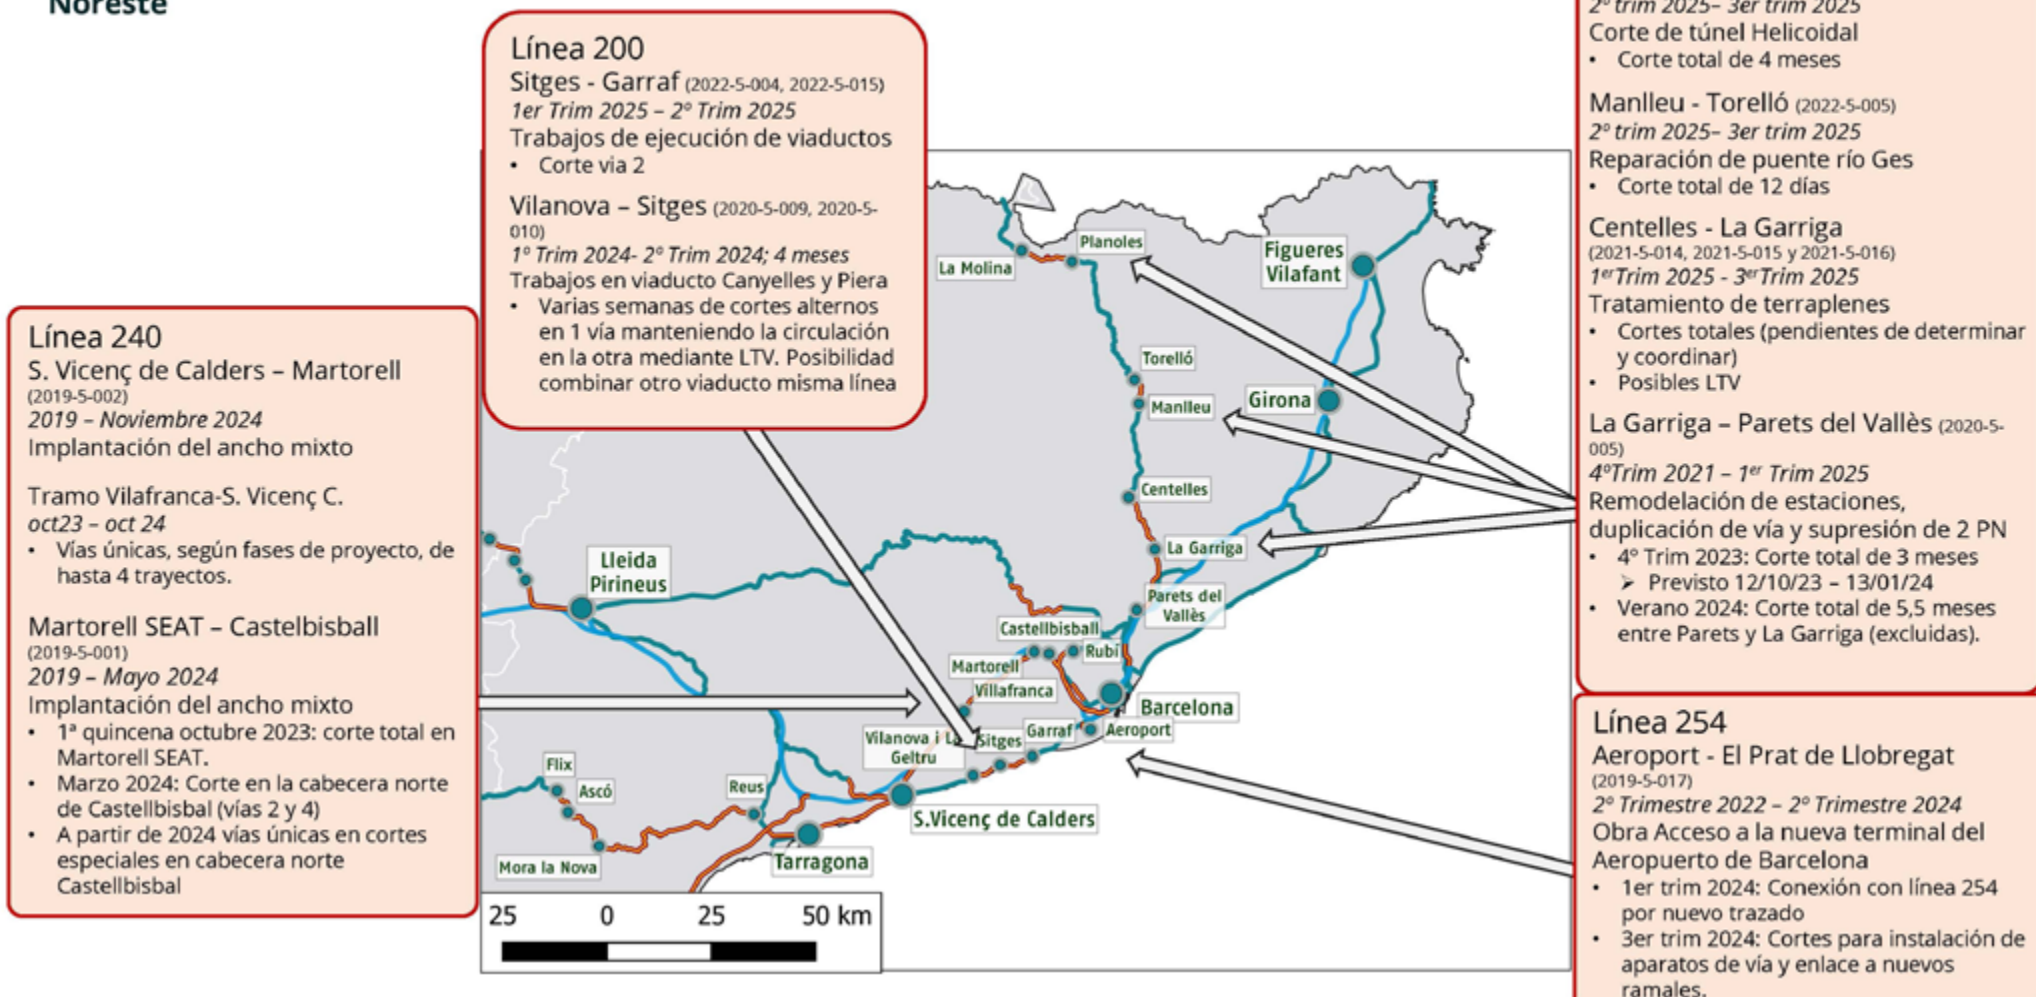 Noreste
Línea 200
Sitges - Garraf (2022-5-004, 2022-5-015)
1er Trim 2025 – 2º Trim 2025
Trabajos de ejecución de viaductos
• Corte via 2
Vilanova – Sitges (2020-5-009, 2020-5-
010)
1º Trim 2024- 2º Trim 2024; 4 meses
Trabajos en viaducto Canyelles y Piera
• Varias semanas de cortes alternos
en 1 vía manteniendo la circulación
en la otra mediante LTV. Posibilidad
combinar otro viaducto misma línea
Línea 240
S. Vicenç de Calders – Martorell
(2019-5-002)
2019 – Noviembre 2024
Implantación del ancho mixto
Tramo Vilafranca-S. Vicenç C.
oct23 – oct 24
• Vías únicas, según fases de proyecto, de
hasta 4 trayectos.
Martorell SEAT – Castelbisball
(2019-5-001)
2019 – Mayo 2024
Implantación del ancho mixto
• 1ª quincena octubre 2023: corte total en
Martorell SEAT.
• Marzo 2024: Corte en la cabecera norte
de Castellbisbal (vías 2 y 4)
• A partir de 2024 vías únicas en cortes
especiales en cabecera norte
Castellbisbal
2º trim 2025– 3er trim 2025
Corte de túnel Helicoidal
• Corte total de 4 meses
Manlleu - Torelló (2022-5-005)
2º trim 2025– 3er trim 2025
Reparación de puente río Ges
• Corte total de 12 días
Centelles - La Garriga
(2021-5-014, 2021-5-015 y 2021-5-016)
1erTrim 2025 - 3erTrim 2025
Tratamiento de terraplenes
• Cortes totales (pendientes de determinar
y coordinar)
• Posibles LTV
La Garriga – Parets del Vallès (2020-5-
005)
4ºTrim 2021 – 1er Trim 2025
Remodelación de estaciones,
duplicación de vía y supresión de 2 PN
• 4º Trim 2023: Corte total de 3 meses
➢ Previsto 12/10/23 – 13/01/24
• Verano 2024: Corte total de 5,5 meses
entre Parets y La Garriga (excluidas).
Línea 254
Aeroport - El Prat de Llobregat
(2019-5-017)
2º Trimestre 2022 – 2º Trimestre 2024
Obra Acceso a la nueva terminal del
Aeropuerto de Barcelona
• 1er trim 2024: Conexión con línea 254
por nuevo trazado
• 3er trim 2024: Cortes para instalación de
aparatos de vía y enlace a nuevos
ramales.
Planoles
La Molina
Figueres
Vilafant
Torelló
Manlleu
Girona
Centelles
La Garriga
Lleida
Pirineus
Parets del
Vallès
Castellbisball
Rubí
Martorell
Villafranca
Barcelona
Garraf
Aeroport
Vilanova i La
Geltru
Sitges
Flix
Ascó
Reus
S.Vicenç de Calders
Mora la Nova
Tarragona
25 0 25 50 km